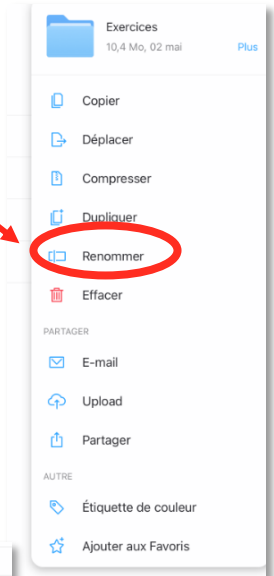 Exercices
10,4 Mo, 02 mai Plus
Copier
Déplacer
Compresser
Dupliquer
Renommer
Effacer
PARTAGER
E-mail
Upload
Partager
AUTRE
Étiquette de couleur
Ajouter aux Favoris